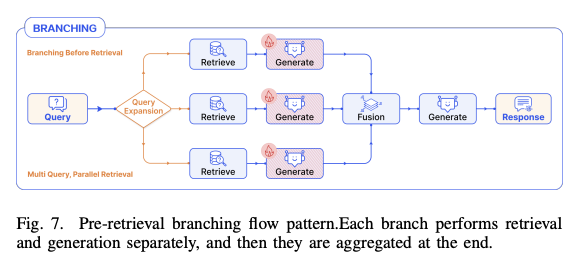 BRANCHING
Branching Before Retrieval
Retrieve
Generate
Query
Query
Expansion
Retrieve
Generate
Fusion
Generate
Response
Retrieve
Generate
Multi Query, Parallel Retrieval
Fig. 7. Pre-retrieval branching flow pattern.Each branch performs retrieval
and generation separately, and then they are aggregated at the end.